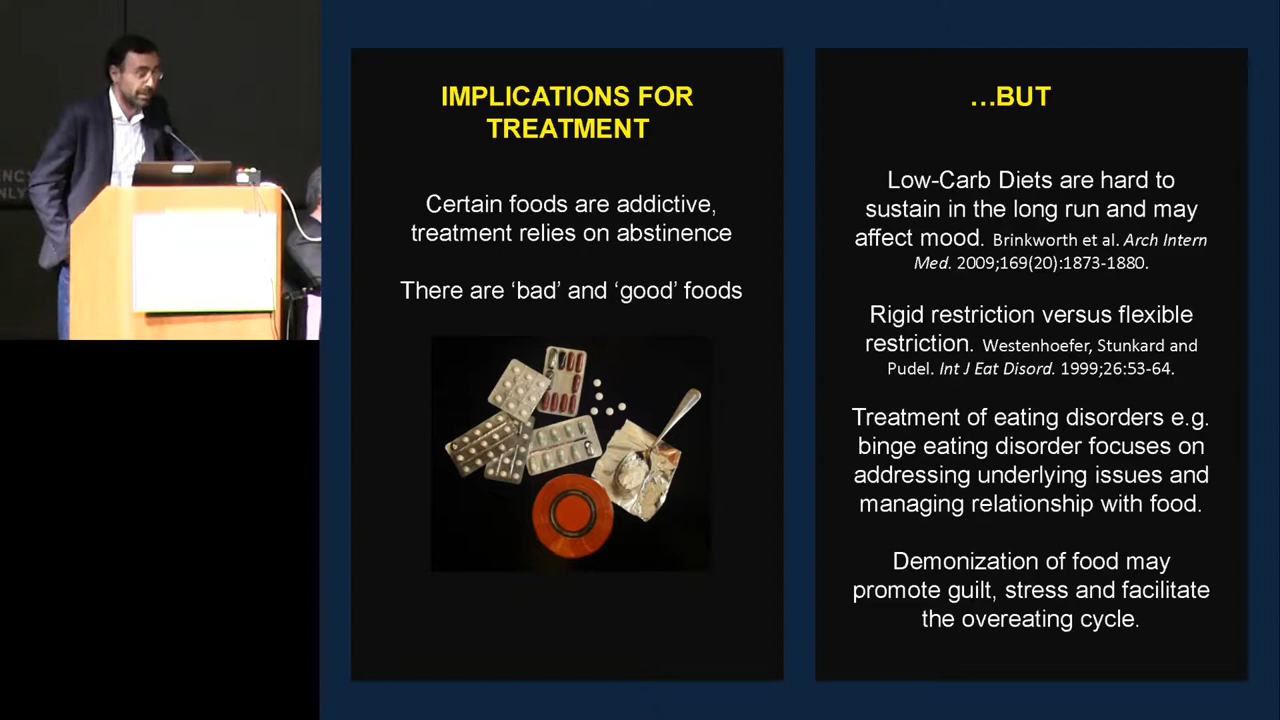 ENCY
NLY
IMPLICATIONS FOR
TREATMENT
Certain foods are addictive,
treatment relies on abstinence
There are ‘bad’ and ‘good’ foods
…BUT
Low-Carb Diets are hard to
sustain in the long run and may
affect mood. Brinkworth et al. Arch Intern
Med. 2009;169(20):1873-1880.
Rigid restriction versus flexible
restriction. Westenhoefer, Stunkard and
Pudel. Int J Eat Disord. 1999;26:53-64.
Treatment of eating disorders e.g.
binge eating disorder focuses on
addressing underlying issues and
managing relationship with food.
Demonization of food may
promote guilt, stress and facilitate
the overeating cycle.